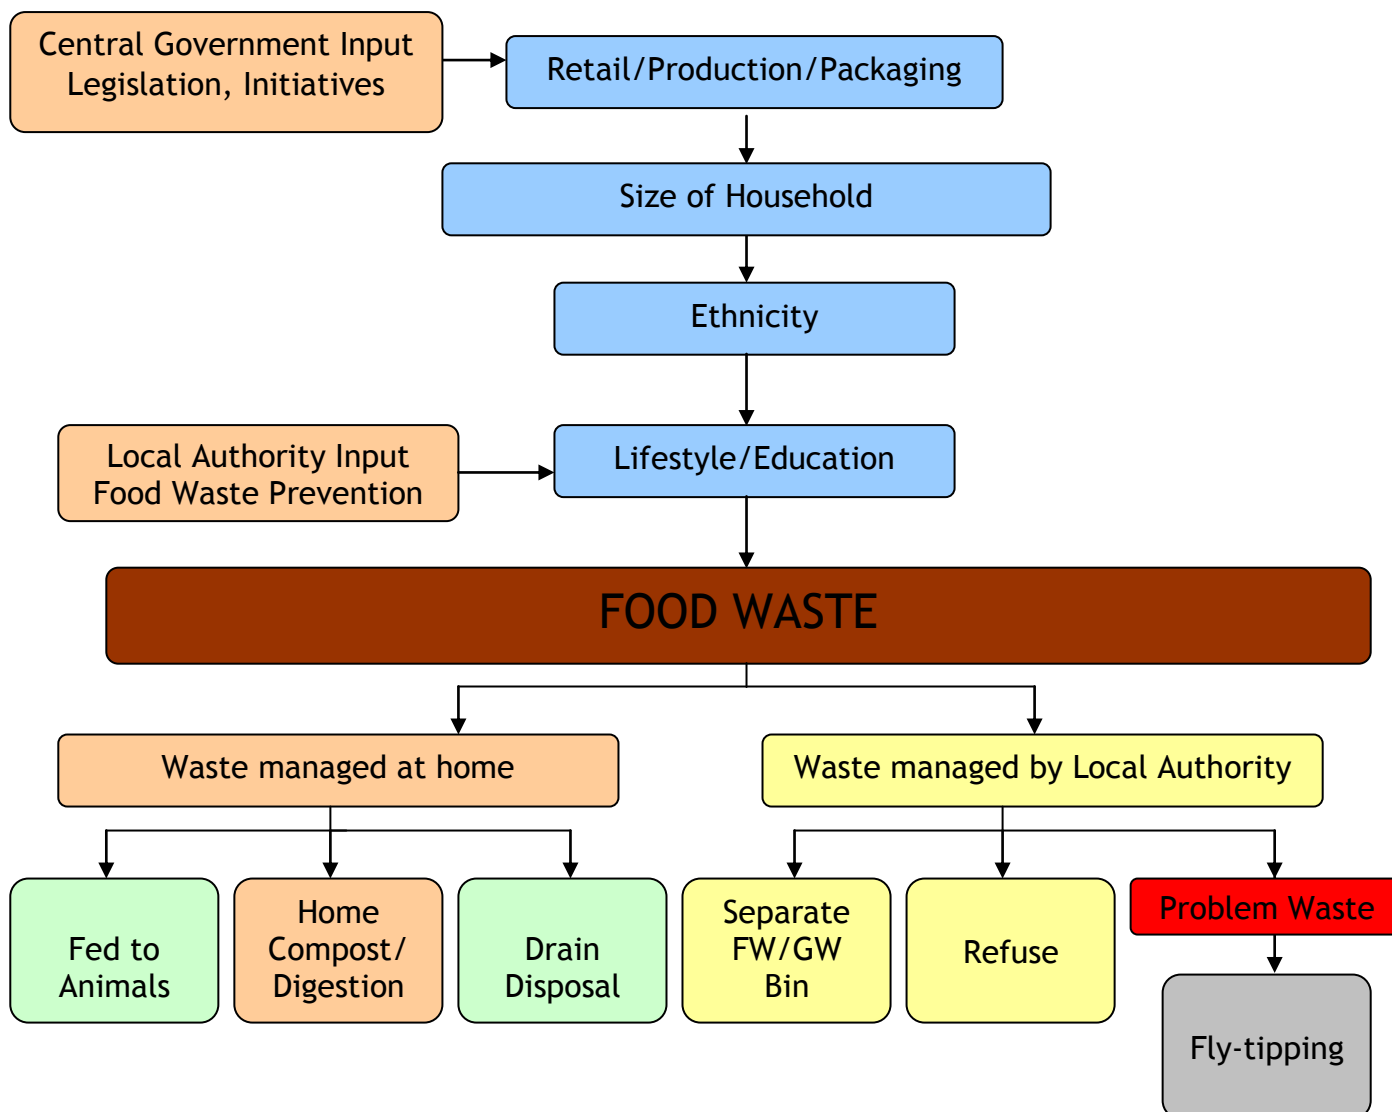 Central Government Input
Legislation, Initiatives
Retail/Production/Packaging
Size of Household
Ethnicity
Local Authority Input
Food Waste Prevention
Lifestyle/Education
FOOD WASTE
Waste managed at home
Waste managed by Local Authority
Fed to
Animals
Home
Compost/
Digestion
Drain
Disposal
Separate
FW/GW
Bin
Refuse
Problem Waste
Fly-tipping